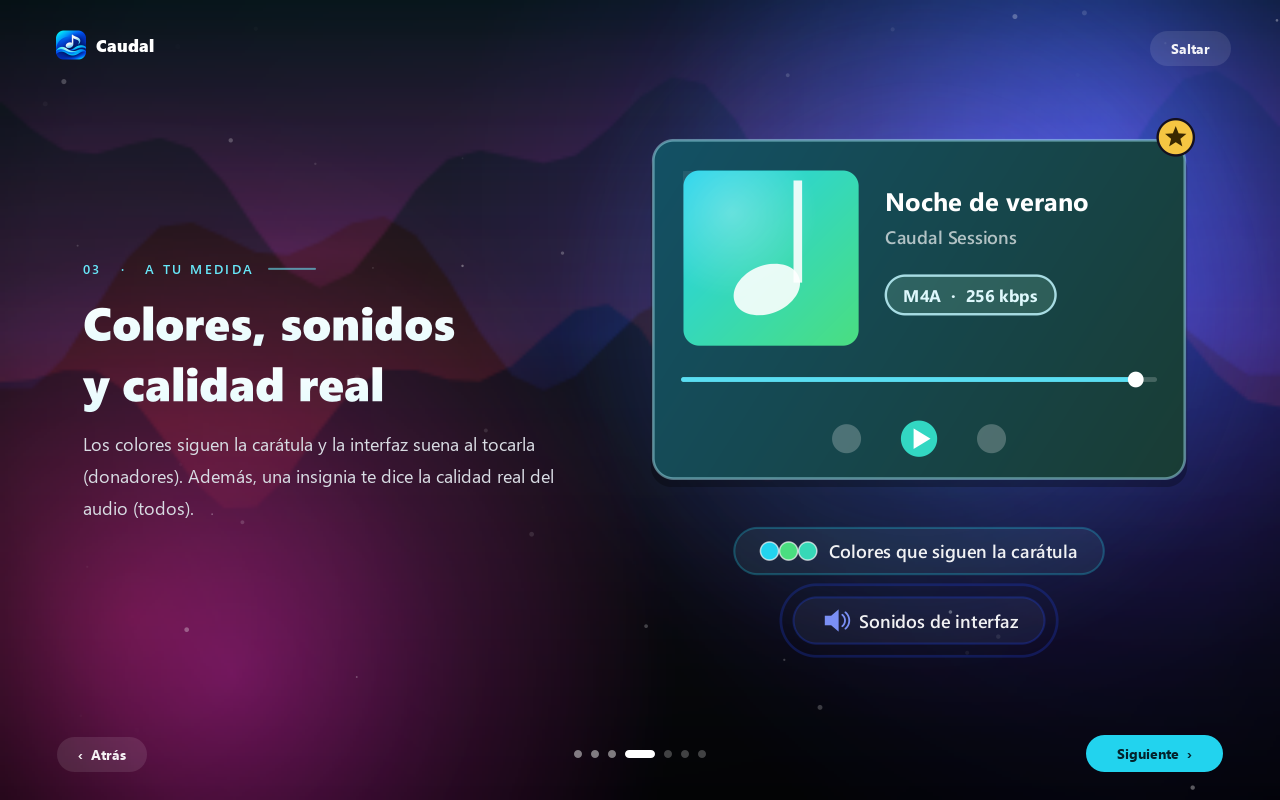 Caudal
Saltar
03 · A TU MEDIDA
Colores, sonidos
y calidad real
Los colores siguen la carátula y la interfaz suena al tocarla
(donadores). Además, una insignia te dice la calidad real del
audio (todos).
Noche de verano
Caudal Sessions
M4A · 256 kbps
Colores que siguen la carátula
Sonidos de interfaz
‹ Atrás
Siguiente ›